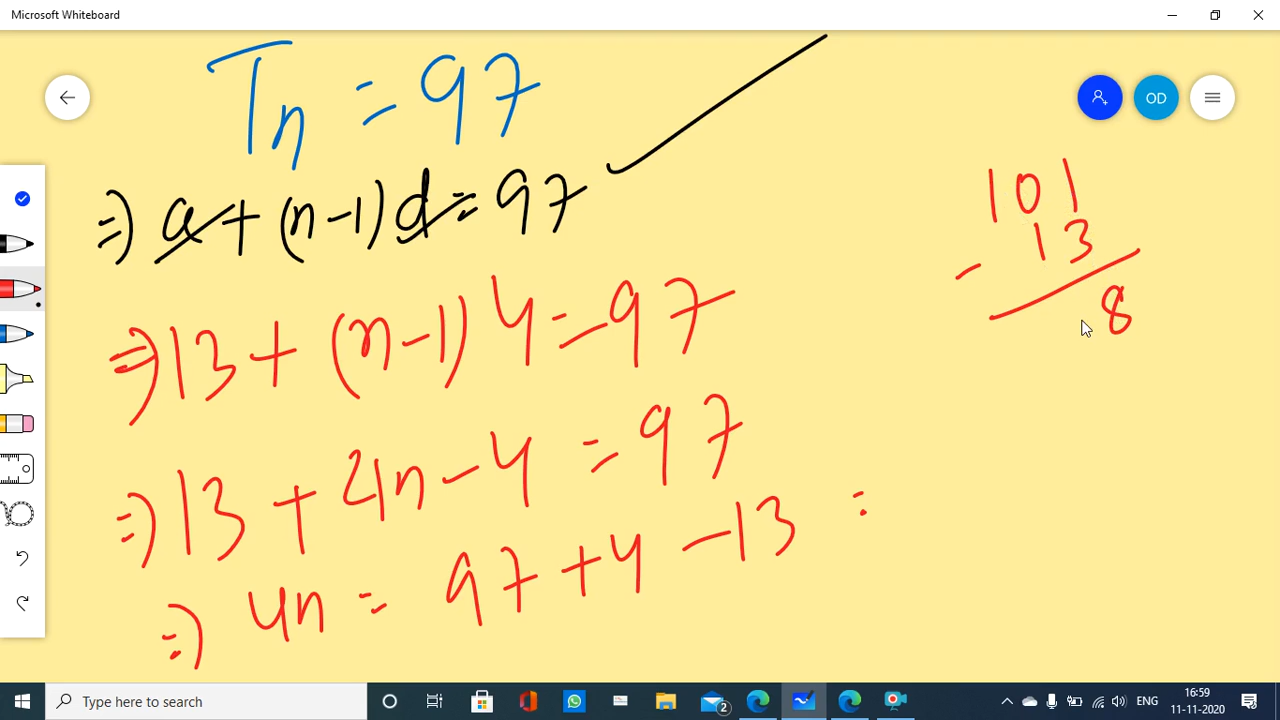 Microsoft Whiteboard
OD
Tn = 97
⇒ a + (n-1)d = 97
⇒ 13 + (n-1)4 = 97
⇒ 13 + 4n - 4 = 97
⇒ 4n = 97 + 4 - 13 =
101
- 13
8
Type here to search
2
ENG
16:59
11-11-2020